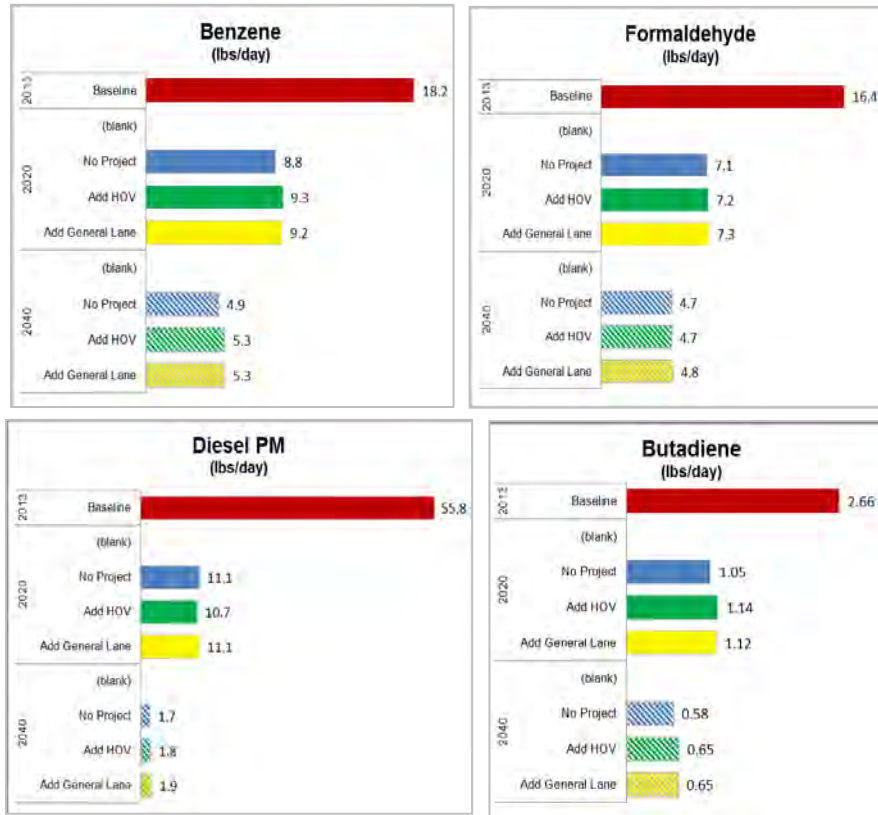 Benzene
(lbs/day)
2013
Baseline
18.2
(blank)
2020
No Project
8.8
Add HOV
9.3
Add General Lane
9.2
(blank)
2040
No Project
4.9
Add HOV
5.3
Add General Lane
5.3
Formaldehyde
(lbs/day)
2013
Baseline
16.4
(blank)
2020
No Project
7.1
Add HOV
7.2
Add General Lane
7.3
(blank)
2040
No Project
4.7
Add HOV
4.7
Add General Lane
4.8
Diesel PM
(lbs/day)
2013
Baseline
55.8
(blank)
2020
No Project
11.1
Add HOV
10.7
Add General Lane
11.1
(blank)
2040
No Project
1.7
Add HOV
1.8
Add General Lane
1.9
Butadiene
(lbs/day)
2013
Baseline
2.66
(blank)
2020
No Project
1.05
Add HOV
1.14
Add General Lane
1.12
(blank)
2040
No Project
0.58
Add HOV
0.65
Add General Lane
0.65